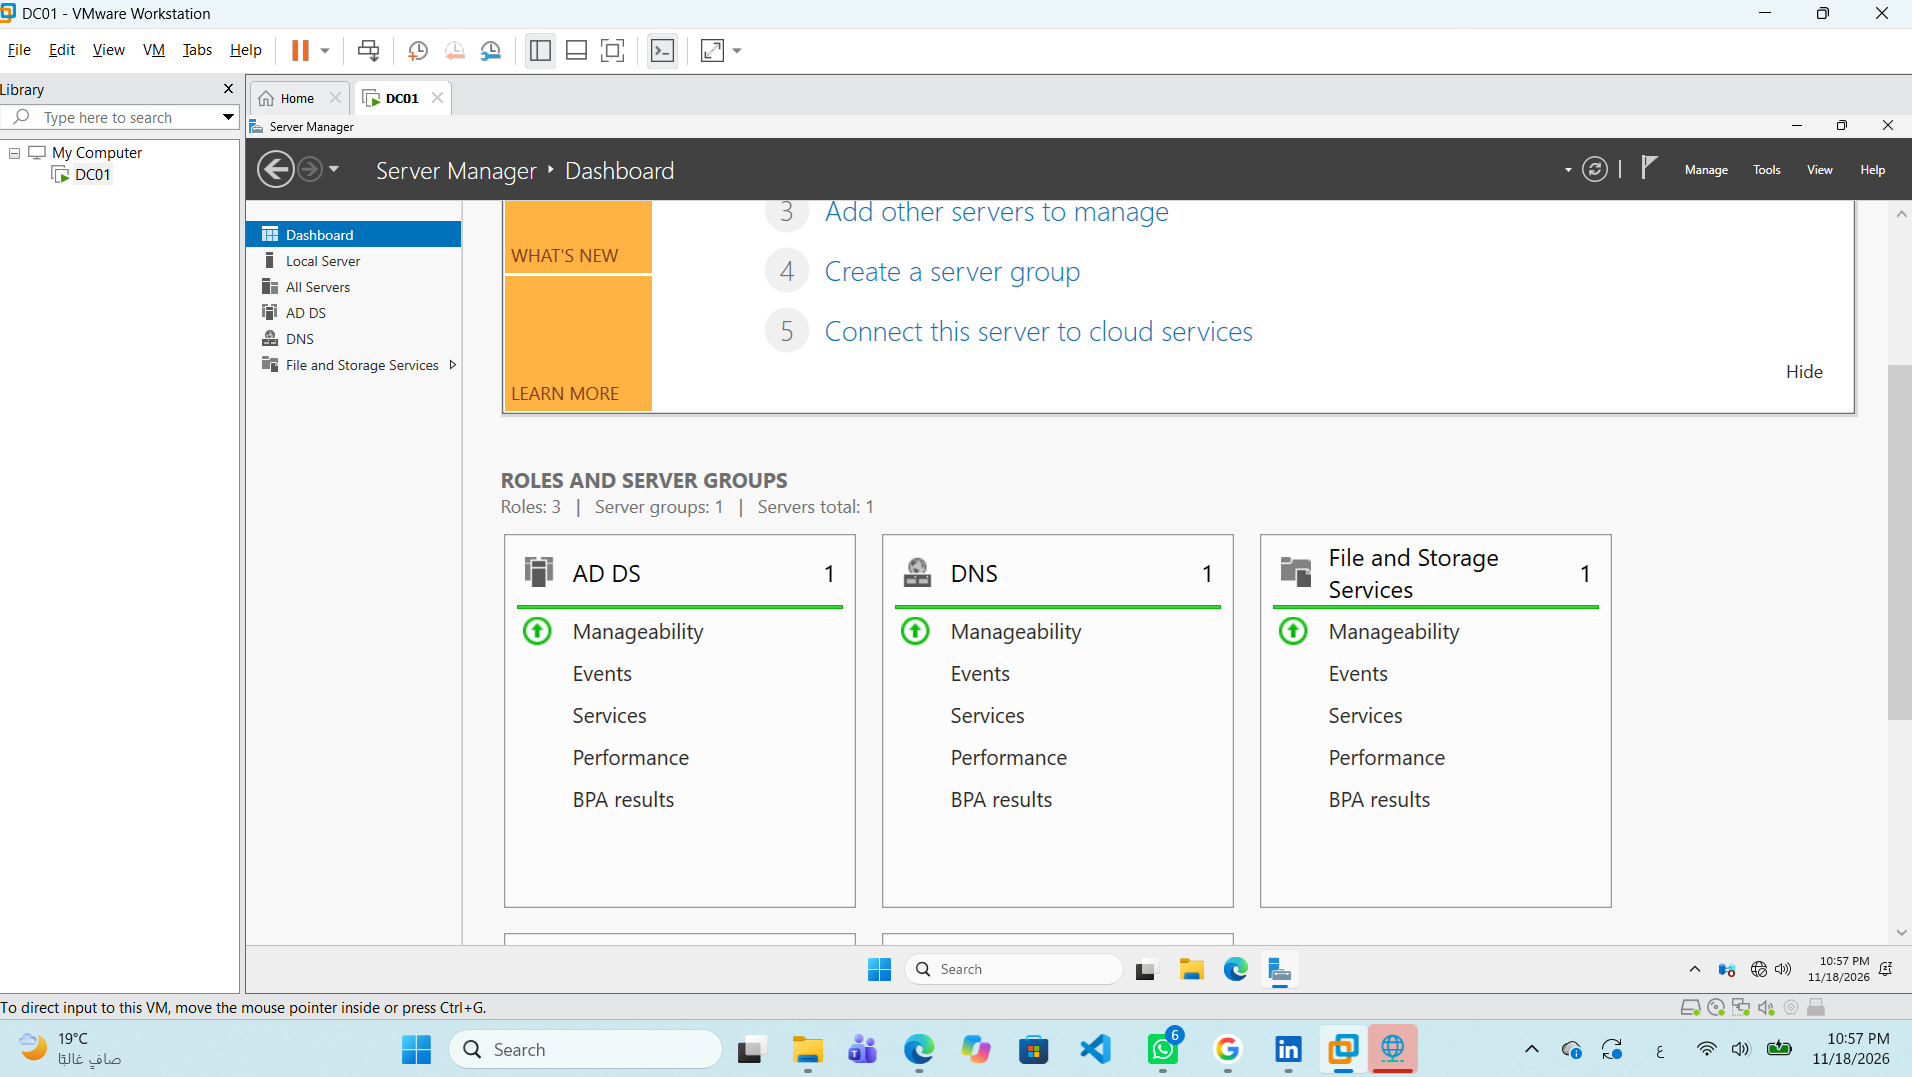 DC01 - VMware Workstation
File Edit View VM Tabs Help
Library
Type here to search
My Computer
DC01
Home
DC01
Server Manager
Server Manager Dashboard
Manage Tools View Help
Dashboard
Local Server
All Servers
AD DS
DNS
File and Storage Services
WHAT'S NEW
LEARN MORE
3 Add other servers to manage
4 Create a server group
5 Connect this server to cloud services
Hide
ROLES AND SERVER GROUPS
Roles: 3 | Server groups: 1 | Servers total: 1
AD DS 1
Manageability
Events
Services
Performance
BPA results
DNS 1
Manageability
Events
Services
Performance
BPA results
File and Storage Services 1
Manageability
Events
Services
Performance
BPA results
Search
10:57 PM
11/18/2026
To direct input to this VM, move the mouse pointer inside or press Ctrl+G.
19°C
صافٍ غالبًا
Search
6
ع
10:57 PM
11/18/2026